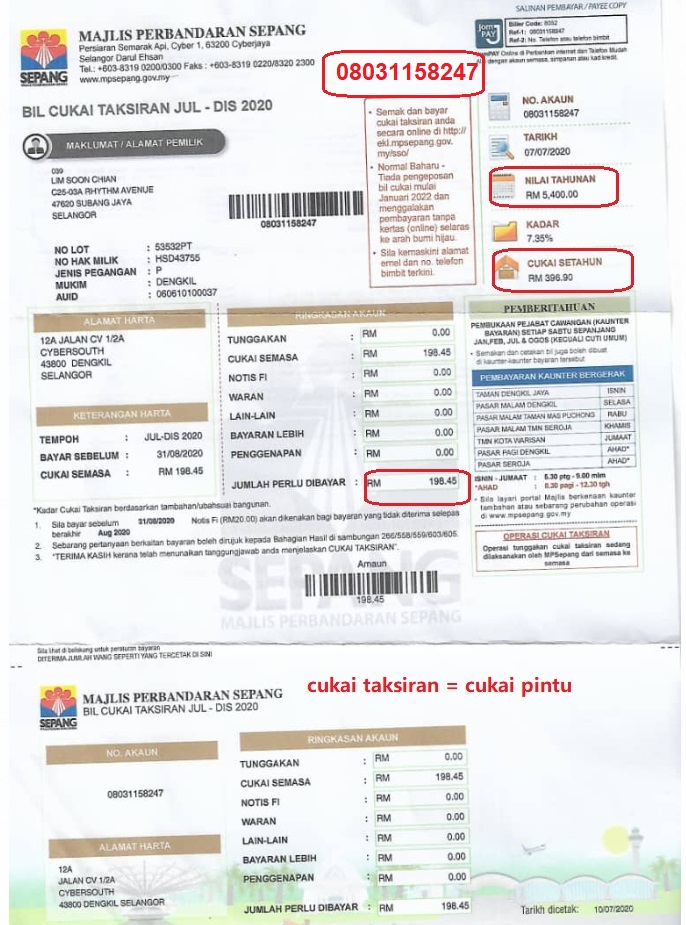 SALINAN PEMBAYAR / PAYEE COPY
SEPANG
MAJLIS PERBANDARAN SEPANG
Persiaran Semarak Api, Cyber 1, 63200 Cyberjaya
Selangor Darul Ehsan
Tel.: +603-8319 0200/0300 Faks : +603-8319 0220/8320 2300
www.mpsepang.gov.my
08031158247
JomPAY
Biller Code: 8052
Ref-1: 08031158247
Ref-2: No. Telefon atau telefon bimbit
JomPAY Online di Perbankan internet dan Telefon Mudah
Alih dengan akaun semasa, simpanan atau kad kredit.
BIL CUKAI TAKSIRAN JUL - DIS 2020
MAKLUMAT / ALAMAT PEMILIK
039
LIM SOON CHIAN
C25-03A RHYTHM AVENUE
47620 SUBANG JAYA
SELANGOR
08031158247
• Semak dan bayar
cukai taksiran anda
secara online di http://
ekl.mpsepang.gov.
my/sso/
• Normal Baharu -
Tiada pengeposan
bil cukai mulai
Januari 2022 dan
menggalakan
pembayaran tanpa
kertas (online) selaras
ke arah bumi hijau.
• Sila kemaskini alamat
emel dan no. telefon
bimbit terkini.
NO. AKAUN
08031158247
TARIKH
07/07/2020
NILAI TAHUNAN
RM 5,400.00
KADAR
7.35%
CUKAI SETAHUN
RM 396.90
NO LOT : 53532PT
NO HAK MILIK : HSD43755
JENIS PEGANGAN : P
MUKIM : DENGKIL
AUID : 060610100037
ALAMAT HARTA
12A JALAN CV 1/2A
CYBERSOUTH
43800 DENGKIL
SELANGOR
KETERANGAN HARTA
TEMPOH : JUL-DIS 2020
BAYAR SEBELUM : 31/08/2020
CUKAI SEMASA : RM 198.45
RINGKASAN AKAUN
TUNGGAKAN : RM 0.00
CUKAI SEMASA : RM 198.45
NOTIS FI : RM 0.00
WARAN : RM 0.00
LAIN-LAIN : RM 0.00
BAYARAN LEBIH : RM 0.00
PENGGENAPAN : RM 0.00
JUMLAH PERLU DIBAYAR : RM 198.45
PEMBERITAHUAN
PEMBUKAAN PEJABAT CAWANGAN (KAUNTER
BAYARAN) SETIAP SABTU SEPANJANG
JAN,FEB, JUL & OGOS (KECUALI CUTI UMUM)
• Semakan dan cetakan bil juga boleh dibuat
di kaunter-kaunter bayaran tersebut
PEMBAYARAN KAUNTER BERGERAK
TAMAN DENGKIL JAYA ISNIN
PASAR MALAM DENGKIL SELASA
PASAR MALAM TAMAN MAS PUCHONG RABU
PASAR MALAM TMN SEROJA KHAMIS
TMN KOTA WARISAN JUMAAT
PASAR PAGI DENGKIL AHAD*
PASAR SEROJA AHAD*
ISNIN - JUMAAT : 5.30 ptg - 9.00 mlm
*AHAD : 8.30 pagi - 12.30 tgh
• Sila layari portal Majlis berkenaan kaunter
tambahan atau sebarang perubahan operasi
di www.mpsepang.gov.my
OPERASI CUKAI TAKSIRAN
Operasi tunggakan cukai taksiran sedang
dilaksanakan oleh MPSepang dari semasa
ke semasa
*Kadar Cukai Taksiran berdasarkan tambahan/ubahsuai bangunan.
1. Sila bayar sebelum 31/08/2020 Notis Fi (RM20.00) akan dikenakan bagi bayaran yang tidak diterima selepas
berakhir Aug 2020
2. Sebarang pertanyaan berkaitan bayaran boleh dirujuk kepada Bahagian Hasil di sambungan 266/558/559/603/605.
3. "TERIMA KASIH kerana telah menunaikan tanggungjawab anda menjelaskan CUKAI TAKSIRAN".
Amaun
198.45
SEPANG
MAJLIS PERBANDARAN SEPANG
Sila lihat di belakang untuk peraturan bayaran
DITERIMA JUMLAH WANG SEPERTI YANG TERCETAK DI SINI
SEPANG
MAJLIS PERBANDARAN SEPANG
BIL CUKAI TAKSIRAN JUL - DIS 2020
cukai taksiran = cukai pintu
NO. AKAUN
08031158247
ALAMAT HARTA
12A
JALAN CV 1/2A
CYBERSOUTH
43800 DENGKIL SELANGOR
RINGKASAN AKAUN
TUNGGAKAN : RM 0.00
CUKAI SEMASA : RM 198.45
NOTIS FI : RM 0.00
WARAN : RM 0.00
LAIN-LAIN : RM 0.00
BAYARAN LEBIH : RM 0.00
PENGGENAPAN : RM 0.00
JUMLAH PERLU DIBAYAR : RM 198.45
Tarikh dicetak: 10/07/2020